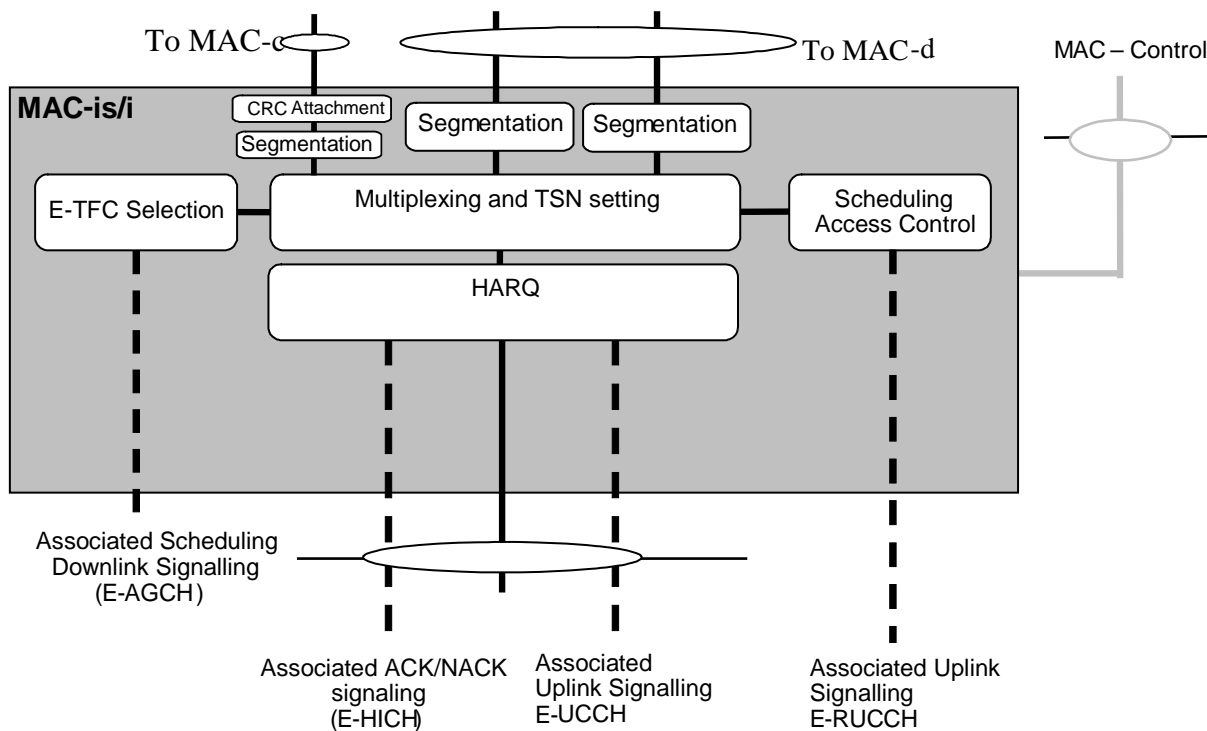 To MAC-c
To MAC-d
MAC – Control
MAC-is/i
CRC Attachment
Segmentation
Segmentation
Segmentation
E-TFC Selection
Multiplexing and TSN setting
Scheduling
Access Control
HARQ
Associated Scheduling
Downlink Signalling
(E-AGCH)
Associated ACK/NACK
signaling
(E-HICH)
Associated
Uplink Signalling
E-UCCH
Associated Uplink
Signalling
E-RUCCH